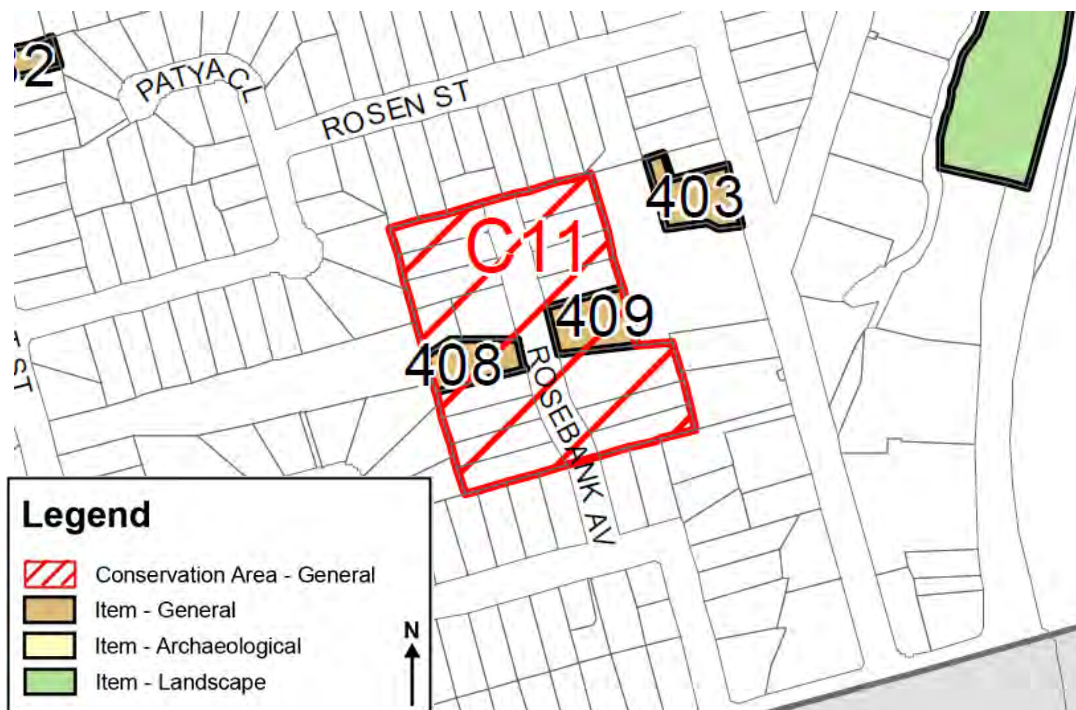 PATYA CL
ROSEN ST
403
C11
409
408
ROSEBANK AV
ST
Legend
Conservation Area - General
Item - General
Item - Archaeological
Item - Landscape
N